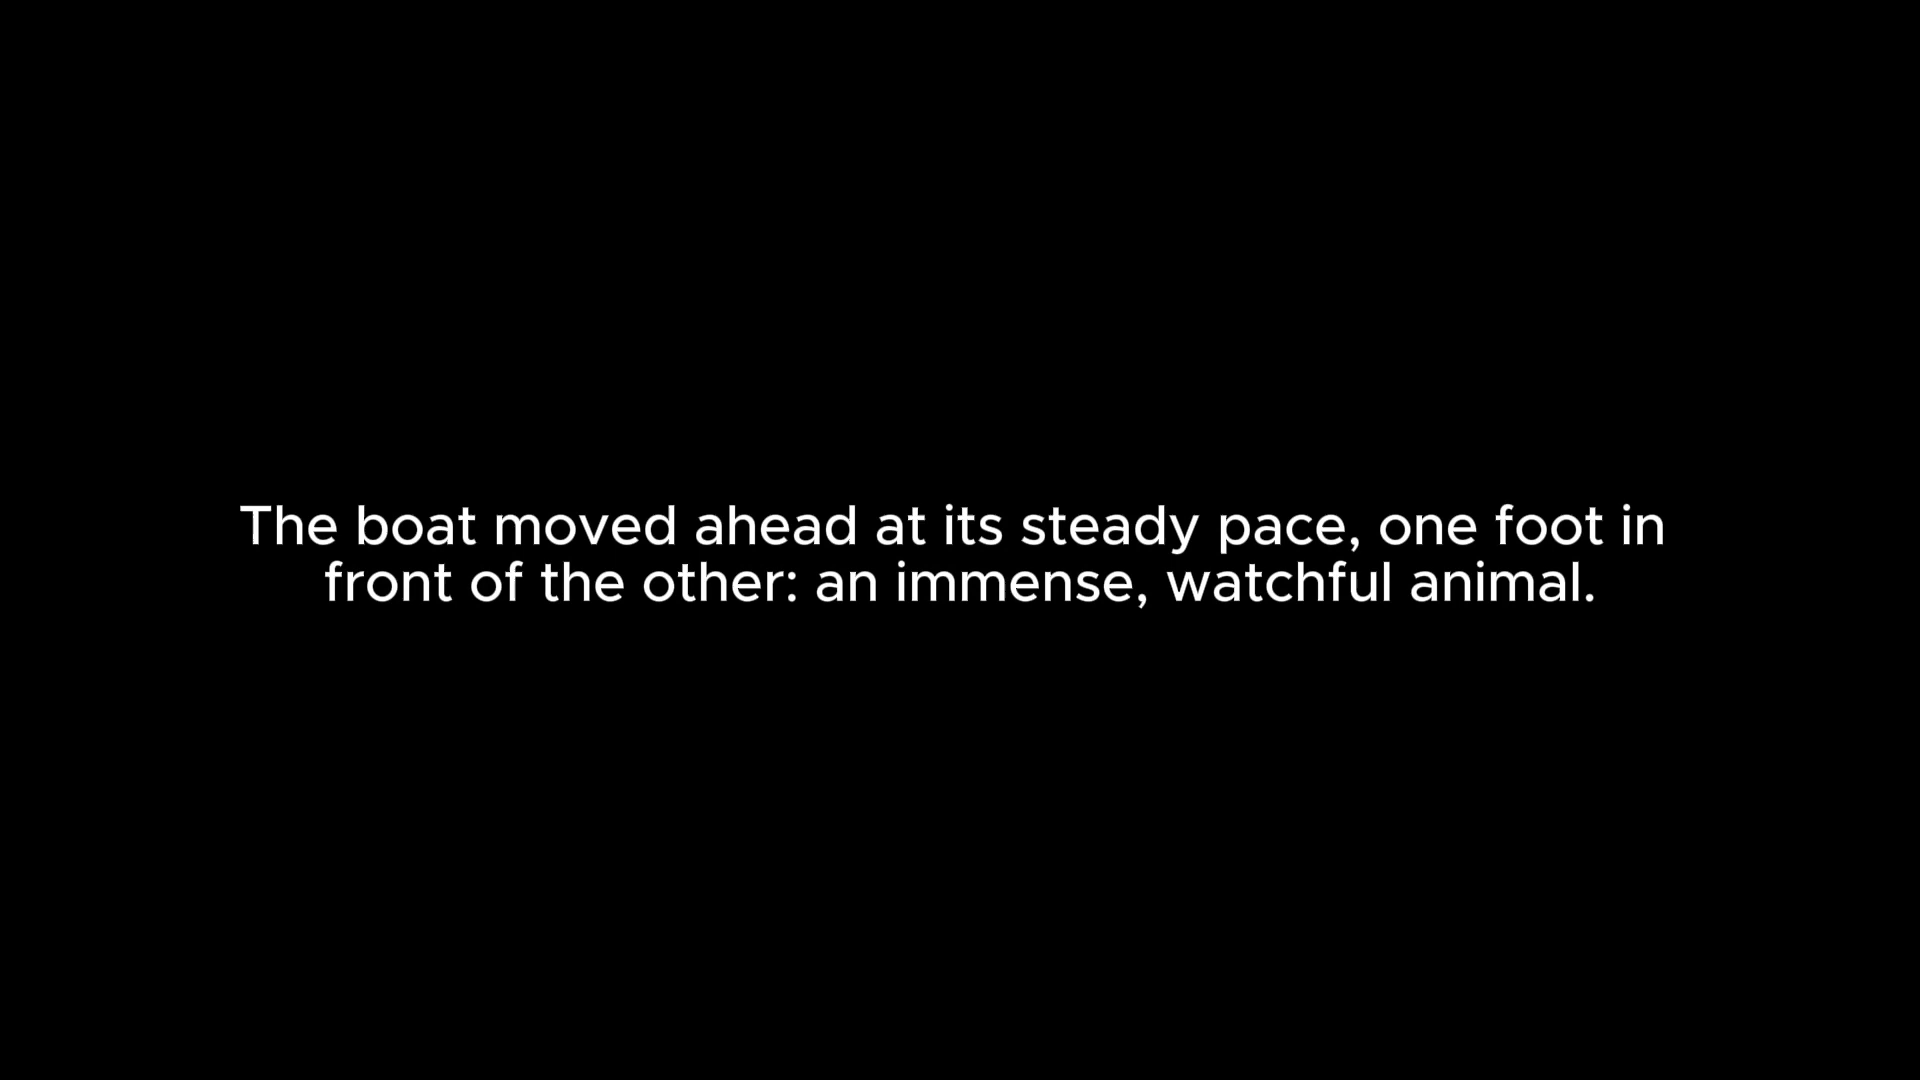 The boat moved ahead at its steady pace, one foot in
front of the other: an immense, watchful animal.